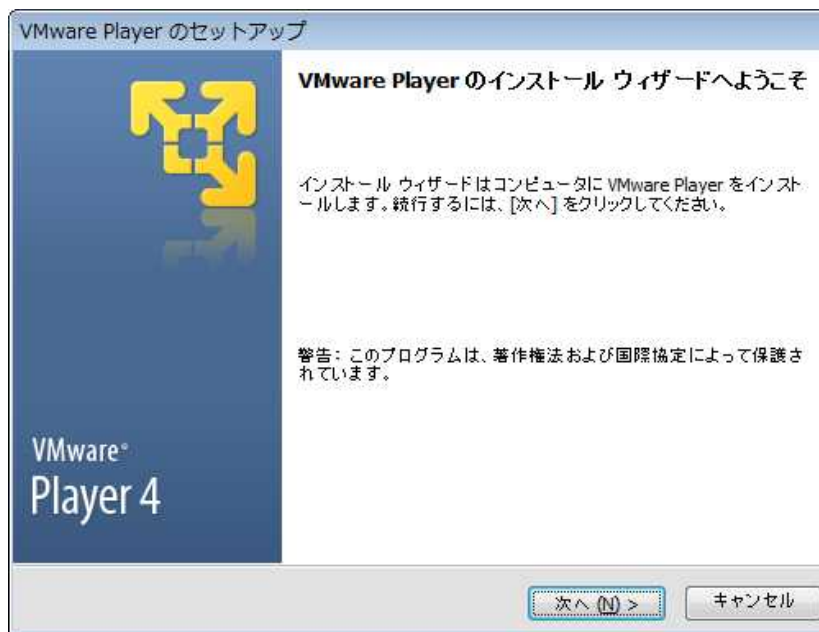 VMware Player のセットアップ
VMware Player のインストール ウィザードへようこそ
インストール ウィザードはコンピュータに VMware Player をインスト
ールします。続行するには、[次へ] をクリックしてください。
警告: このプログラムは、著作権法および国際協定によって保護さ
れています。
VMware®
Player 4
次へ (N) >
キャンセル